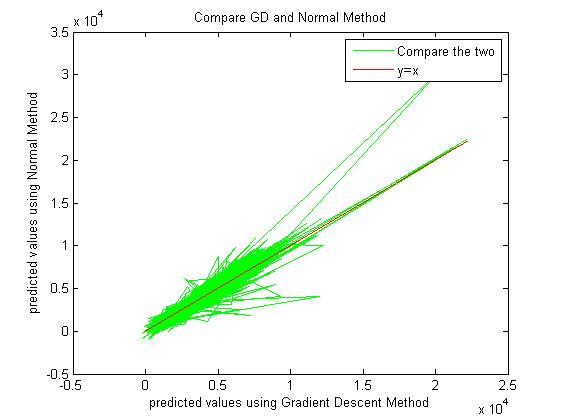 Compare GD and Normal Method
x 10^4
3.5
3
2.5
2
1.5
1
0.5
0
-0.5
predicted values using Normal Method
Compare the two
y=x
-0.5 0 0.5 1 1.5 2 2.5
predicted values using Gradient Descent Method
x 10^4